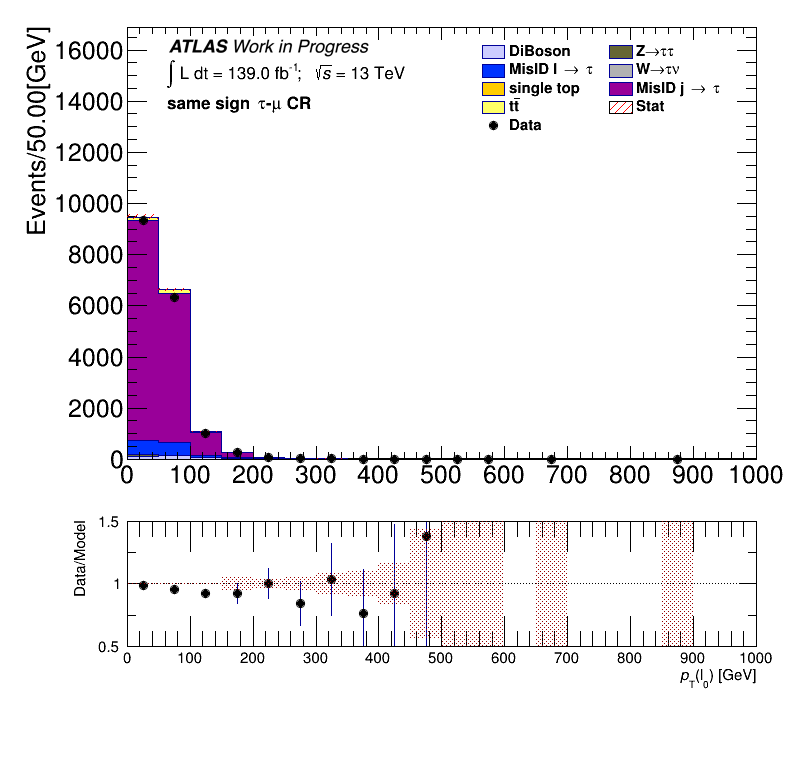 ATLAS Work in Progress
∫ L dt = 139.0 fb⁻¹; √s = 13 TeV
same sign τ-μ CR
DiBoson
MisID l → τ
single top
tt̄
Data
Z→ττ
W→τν
MisID j → τ
Stat
Events/50.00[GeV]
16000
14000
12000
10000
8000
6000
4000
2000
0
0 100 200 300 400 500 600 700 800 900 1000
Data/Model
1.5
1
0.5
0 100 200 300 400 500 600 700 800 900 1000
p_T(l_0) [GeV]